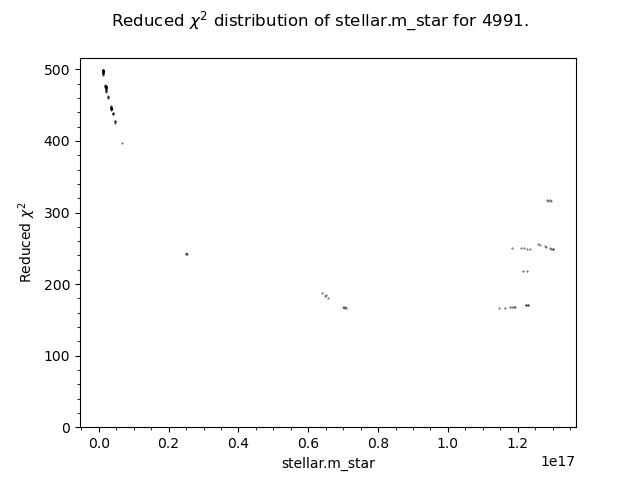 Reduced χ² distribution of stellar.m_star for 4991.
500
400
300
200
100
0
Reduced χ²
0.0 0.2 0.4 0.6 0.8 1.0 1.2
1e17
stellar.m_star